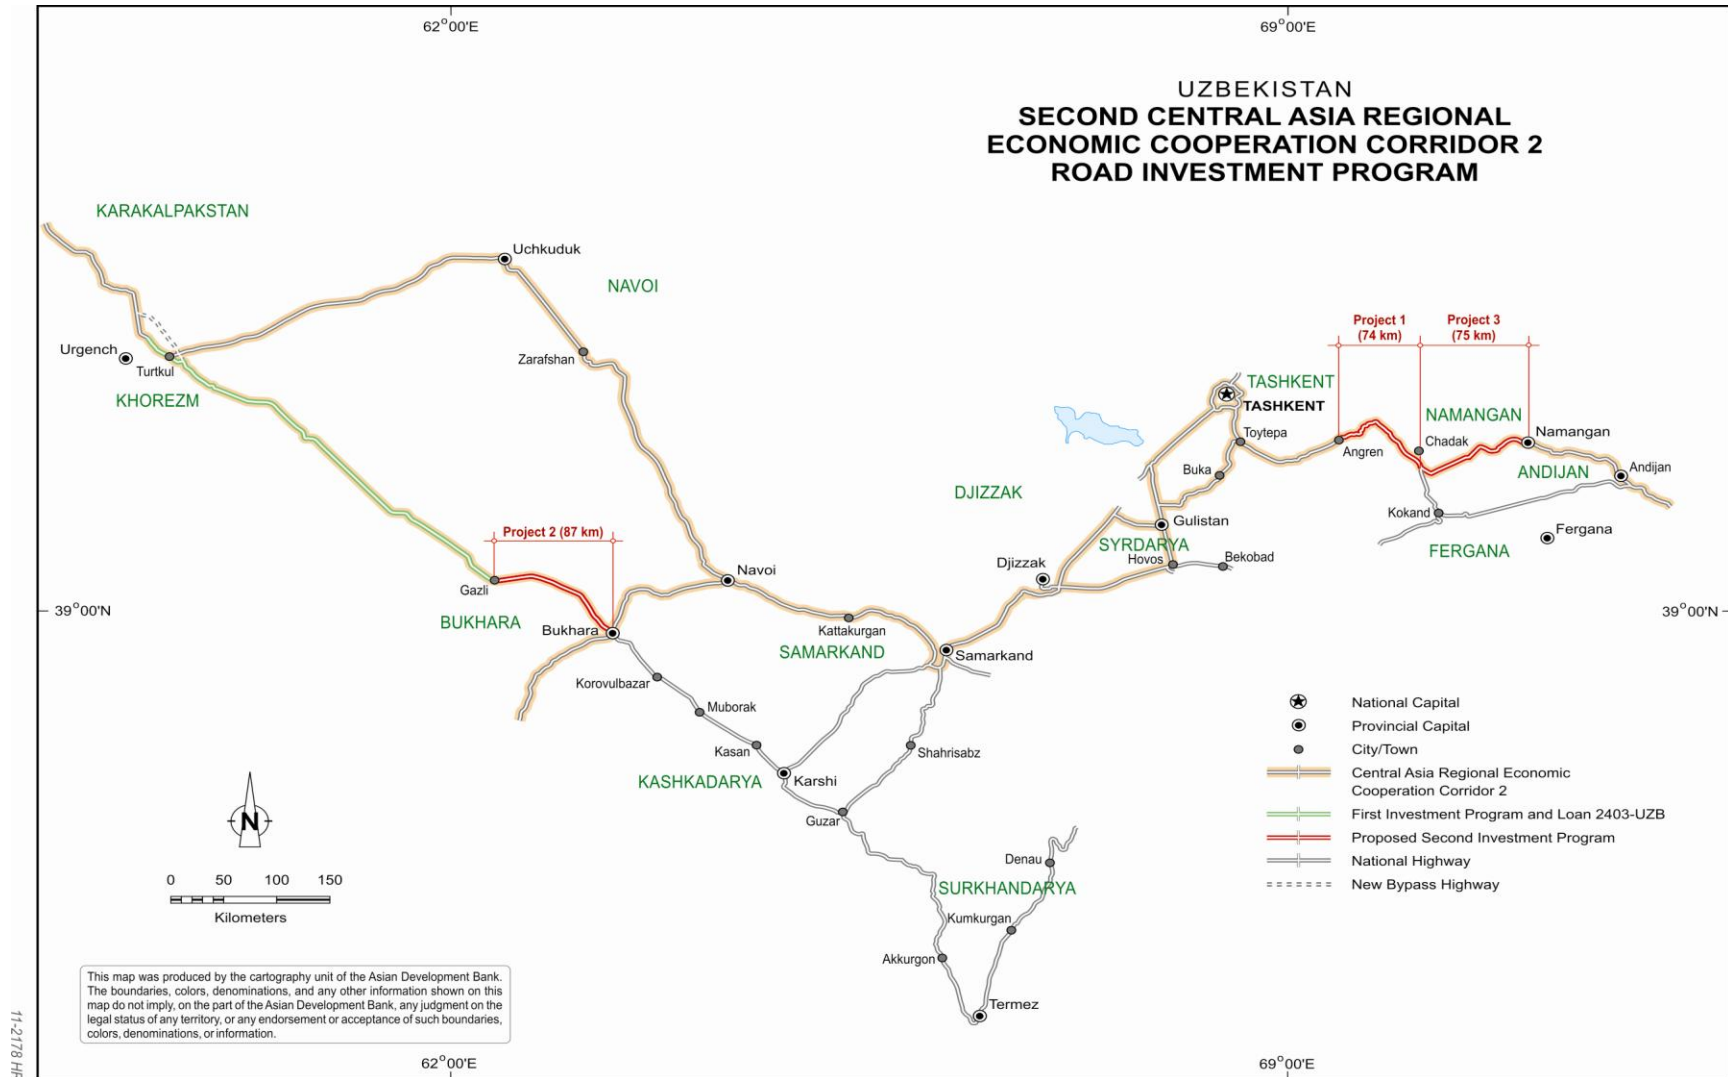 62°00'E
69°00'E
UZBEKISTAN
SECOND CENTRAL ASIA REGIONAL
ECONOMIC COOPERATION CORRIDOR 2
ROAD INVESTMENT PROGRAM
KARAKALPAKSTAN
Uchkuduk
NAVOI
Urgench
Turtkul
KHOREZM
Zarafshan
Project 1
(74 km)
Project 3
(75 km)
TASHKENT
TASHKENT
NAMANGAN
Toytepa
Angren
Chadak
Namangan
Buka
ANDIJAN
Andijan
DJIZZAK
Gulistan
Kokand
Fergana
FERGANA
SYRDARYA
Hovos
Bekobad
Djizzak
Project 2 (87 km)
Gazli
Navoi
39°00'N
39°00'N
BUKHARA
Bukhara
Kattakurgan
SAMARKAND
Samarkand
Korovulbazar
Muborak
Kasan
Karshi
KASHKADARYA
Shahrisabz
Guzar
Denau
SURKHANDARYA
Kumkurgan
Akkurgon
Termez
National Capital
Provincial Capital
City/Town
Central Asia Regional Economic
Cooperation Corridor 2
First Investment Program and Loan 2403-UZB
Proposed Second Investment Program
National Highway
New Bypass Highway
N
0 50 100 150
Kilometers
This map was produced by the cartography unit of the Asian Development Bank.
The boundaries, colors, denominations, and any other information shown on this
map do not imply, on the part of the Asian Development Bank, any judgment on the
legal status of any territory, or any endorsement or acceptance of such boundaries,
colors, denominations, or information.
62°00'E
69°00'E
11-2178 HR